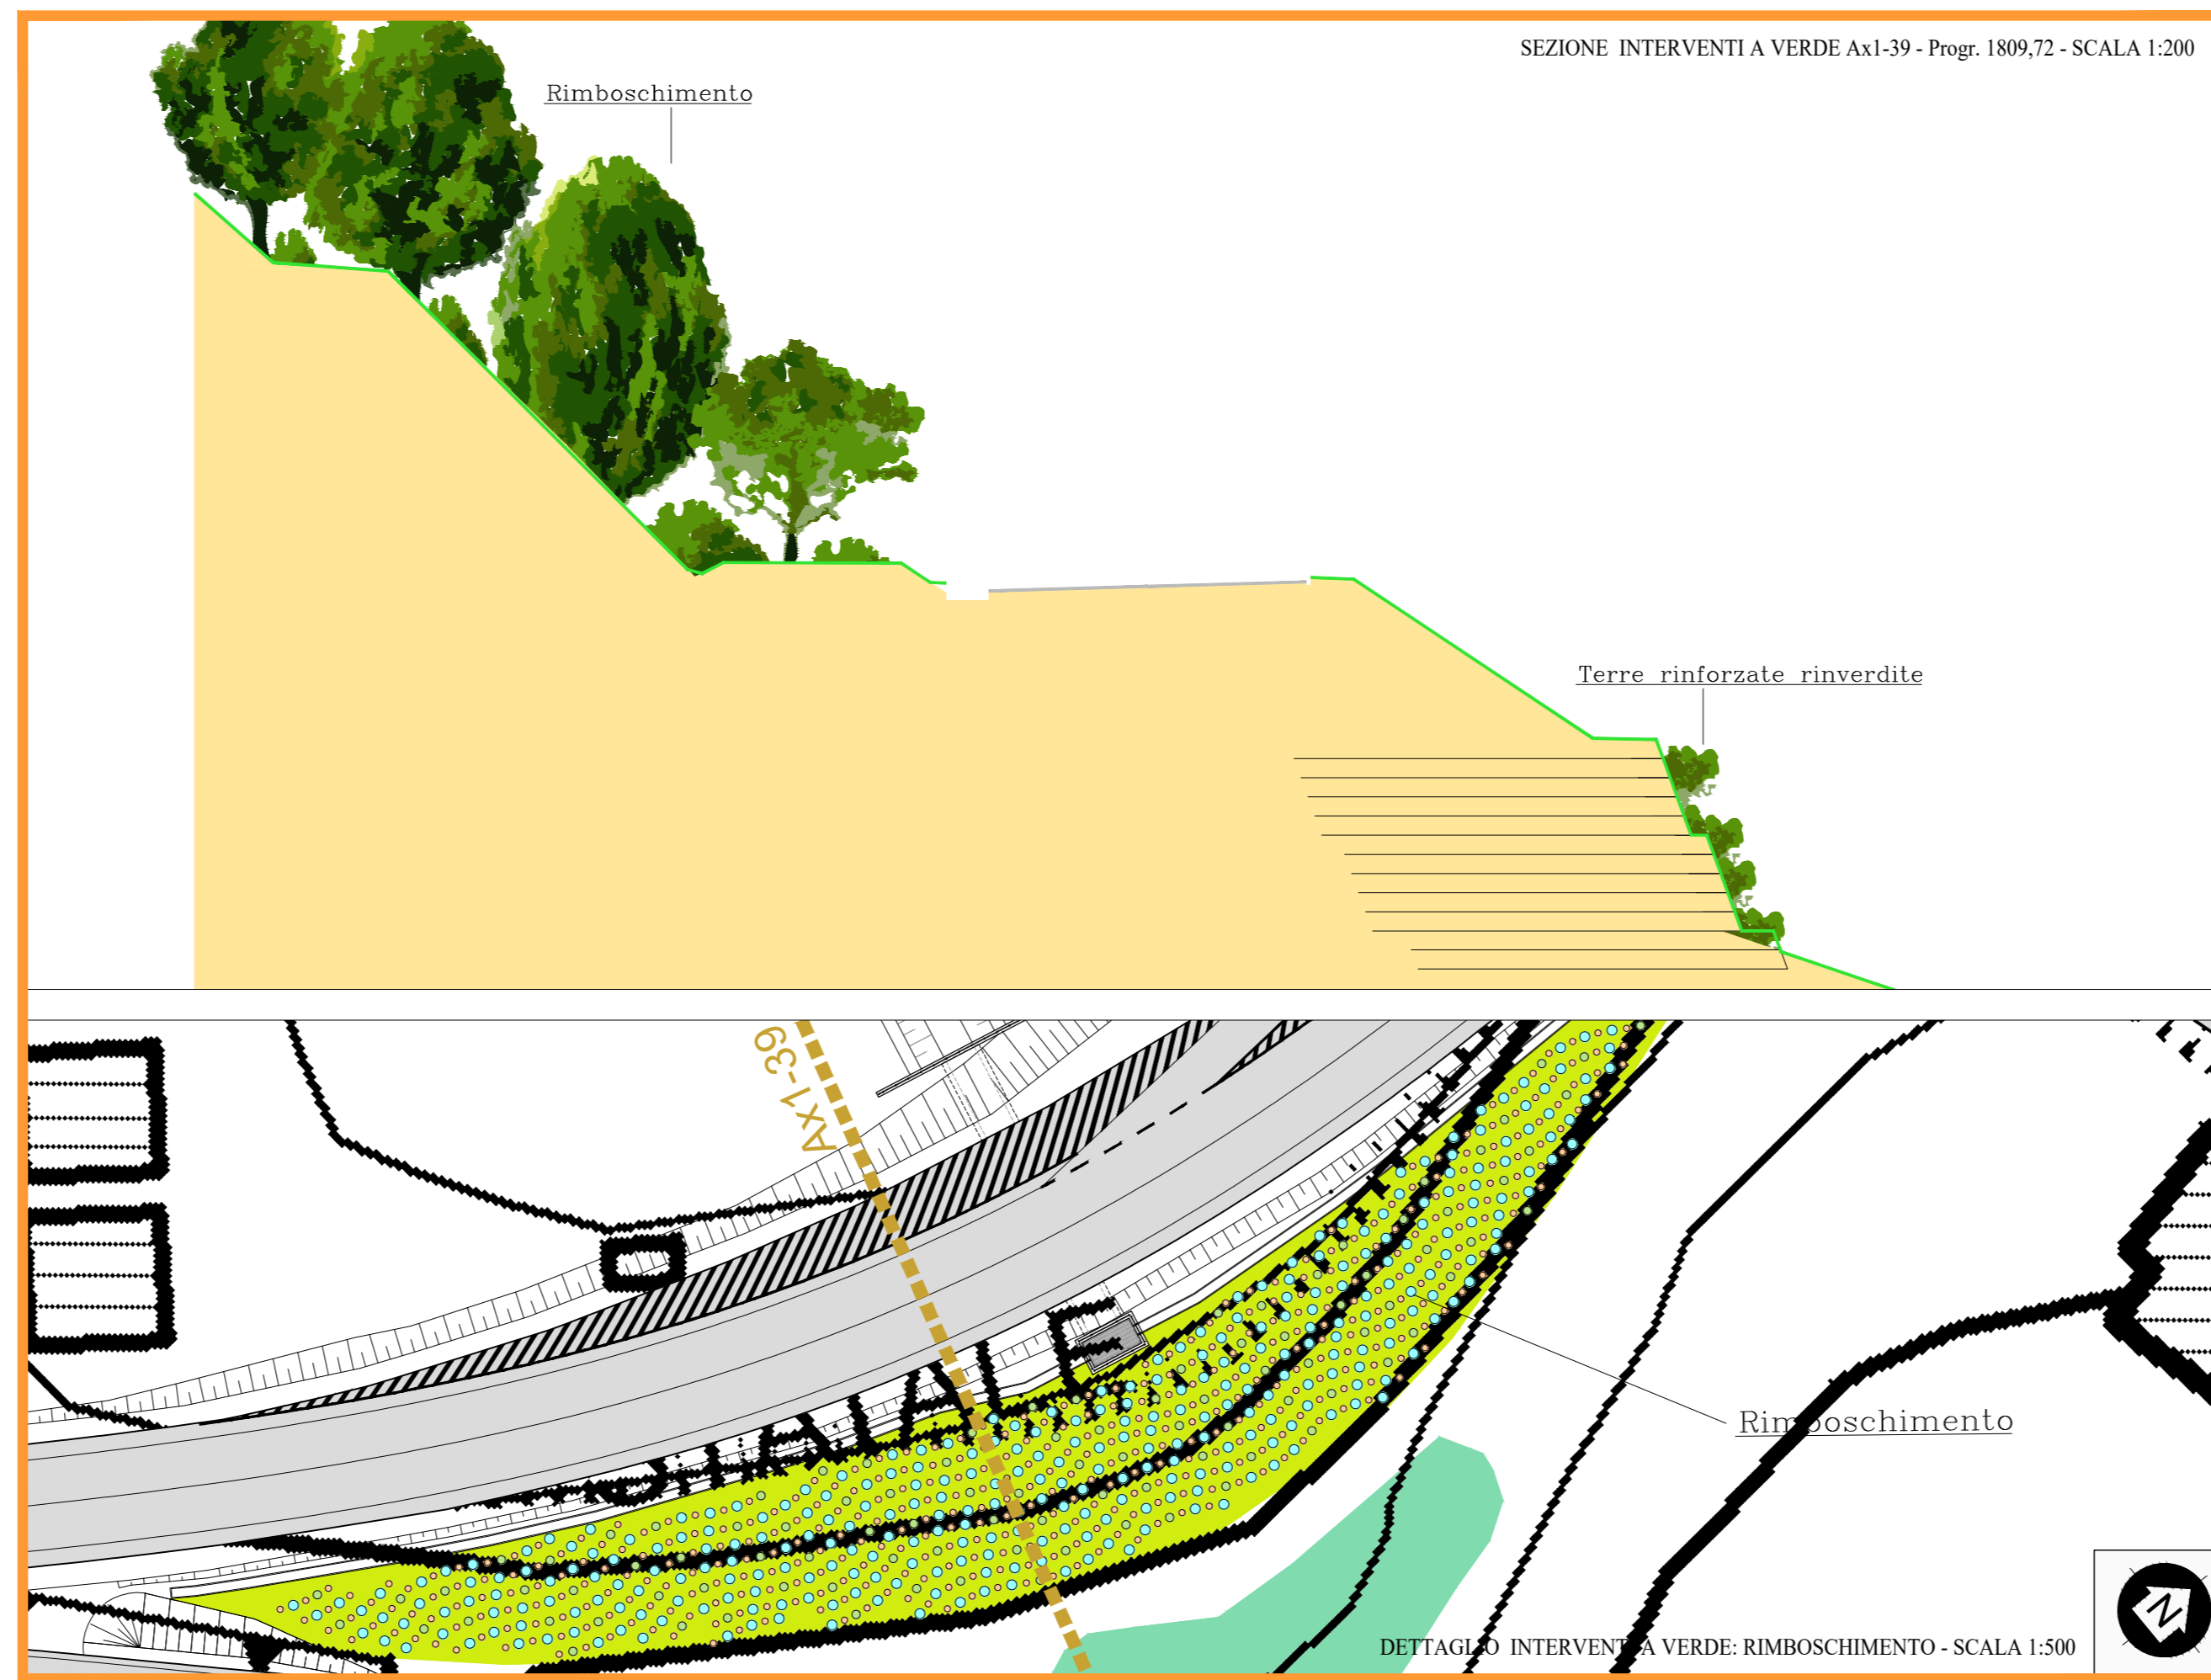 SEZIONE INTERVENTI A VERDE Ax1-39 - Progr. 1809,72 - SCALA 1:200
Rimboschimento
Terre rinforzate rinverdite
Ax1-39
Rimboschimento
DETTAGLIO INTERVENTI A VERDE: RIMBOSCHIMENTO - SCALA 1:500
N